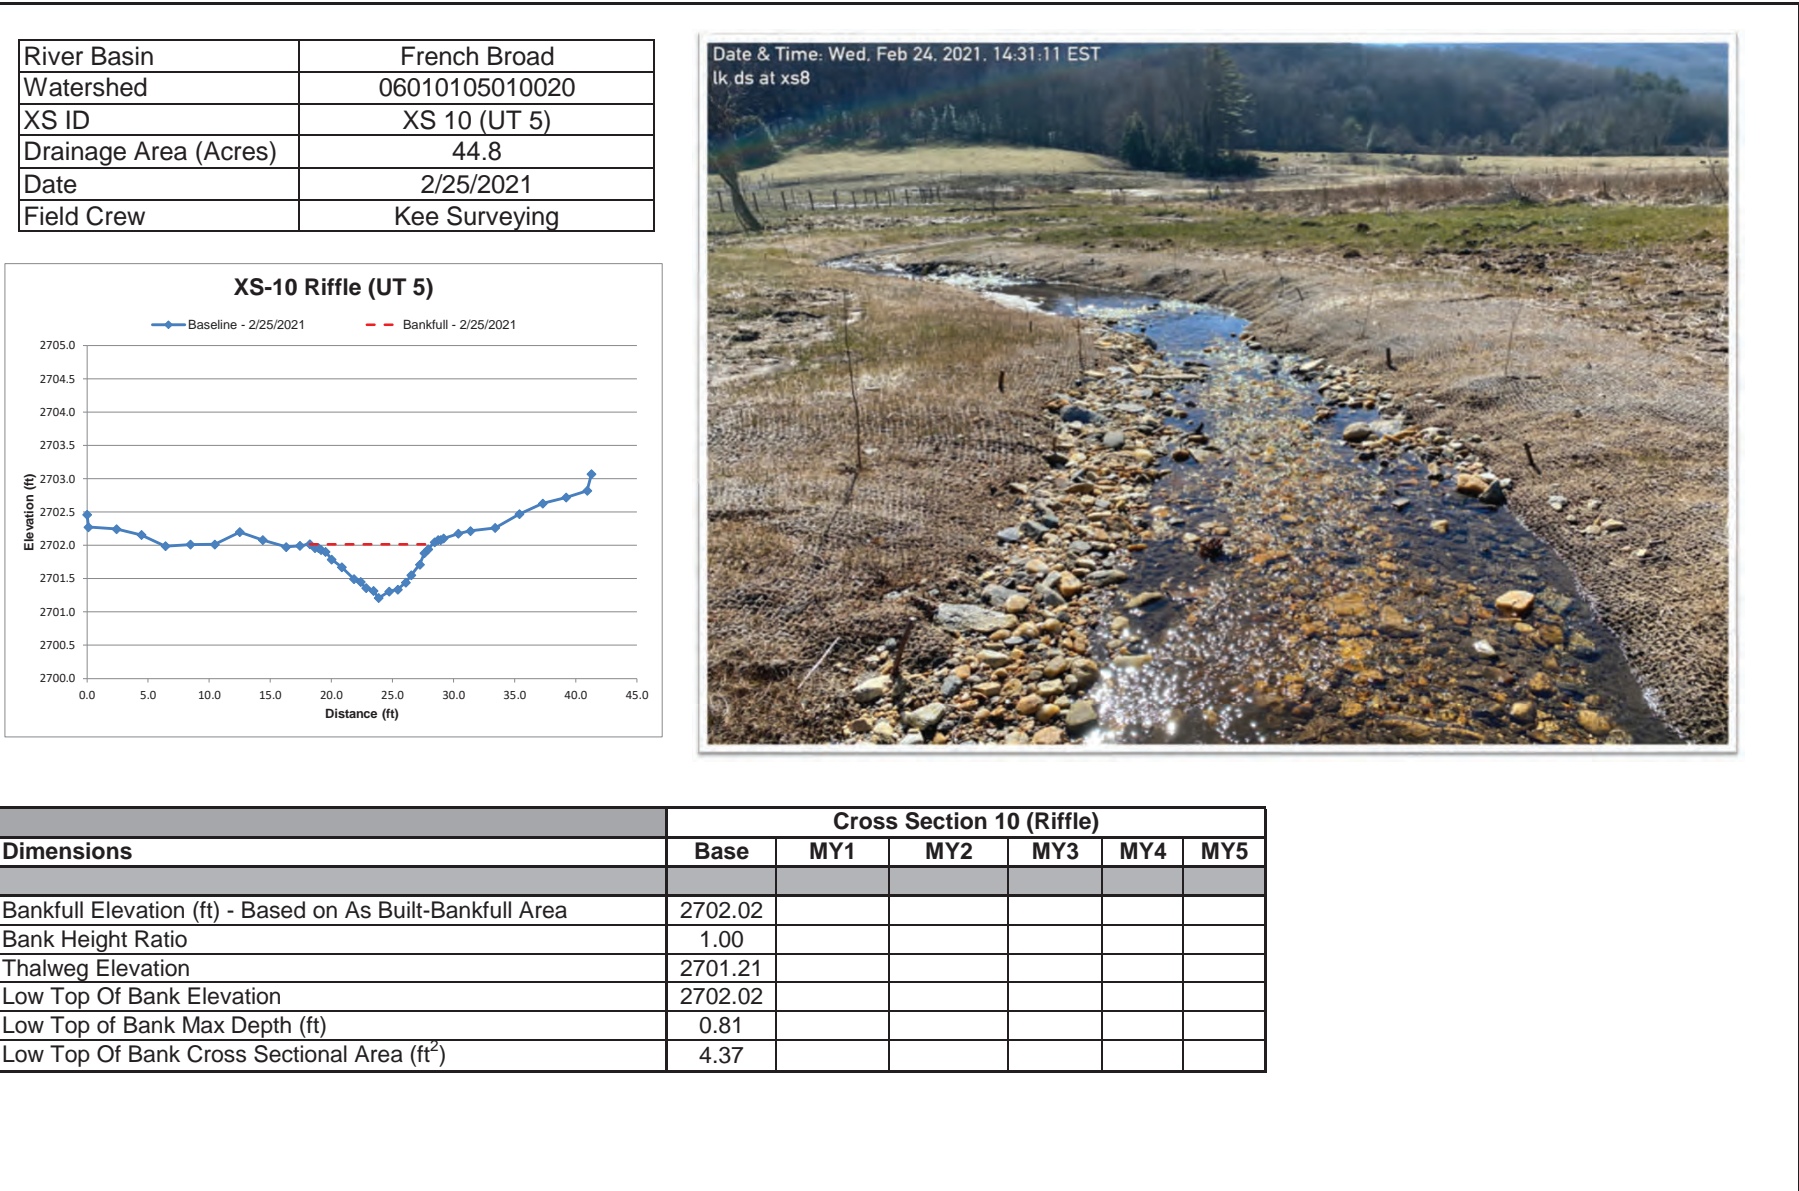 River Basin French Broad
Watershed 06010105010020
XS ID XS 10 (UT 5)
Drainage Area (Acres) 44.8
Date 2/25/2021
Field Crew Kee Surveying
Date & Time: Wed, Feb 24, 2021, 14:31:11 EST
lk ds at xs8
XS-10 Riffle (UT 5)
Baseline - 2/25/2021 Bankfull - 2/25/2021
2705.0
2704.5
2704.0
2703.5
2703.0
2702.5
2702.0
2701.5
2701.0
2700.5
2700.0
Elevation (ft)
0.0 5.0 10.0 15.0 20.0 25.0 30.0 35.0 40.0 45.0
Distance (ft)
Cross Section 10 (Riffle)
Dimensions Base MY1 MY2 MY3 MY4 MY5
Bankfull Elevation (ft) - Based on As Built-Bankfull Area 2702.02
Bank Height Ratio 1.00
Thalweg Elevation 2701.21
Low Top Of Bank Elevation 2702.02
Low Top of Bank Max Depth (ft) 0.81
Low Top Of Bank Cross Sectional Area (ft²) 4.37